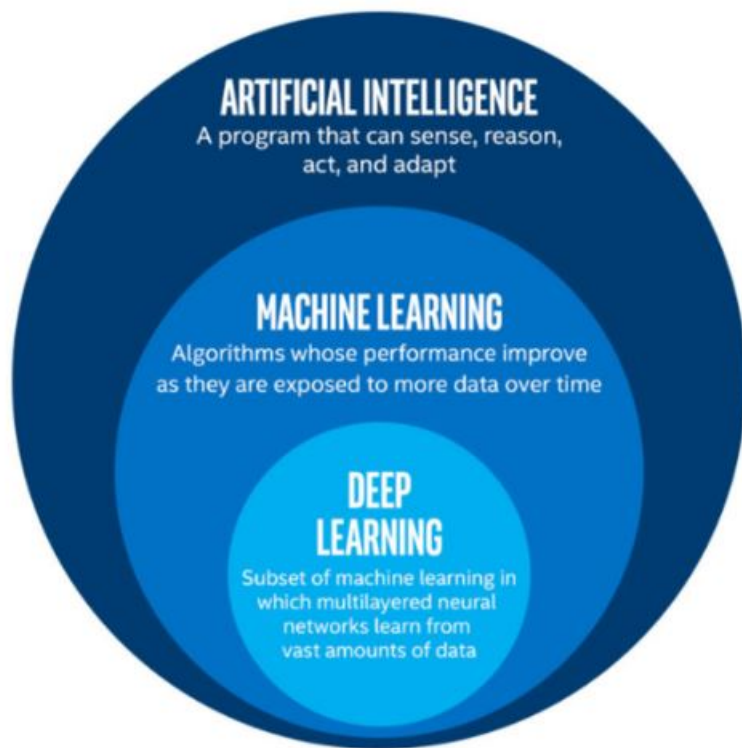 ARTIFICIAL INTELLIGENCE
A program that can sense, reason,
act, and adapt
MACHINE LEARNING
Algorithms whose performance improve
as they are exposed to more data over time
DEEP
LEARNING
Subset of machine learning in
which multilayered neural
networks learn from
vast amounts of data